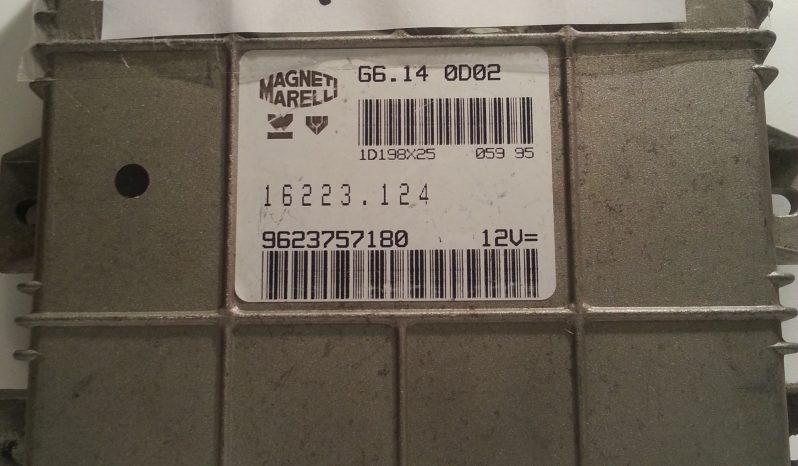 MAGNETI
MARELLI
G6.14 0D02
1D198X25 059 95
16223.124
9623757180 12V=